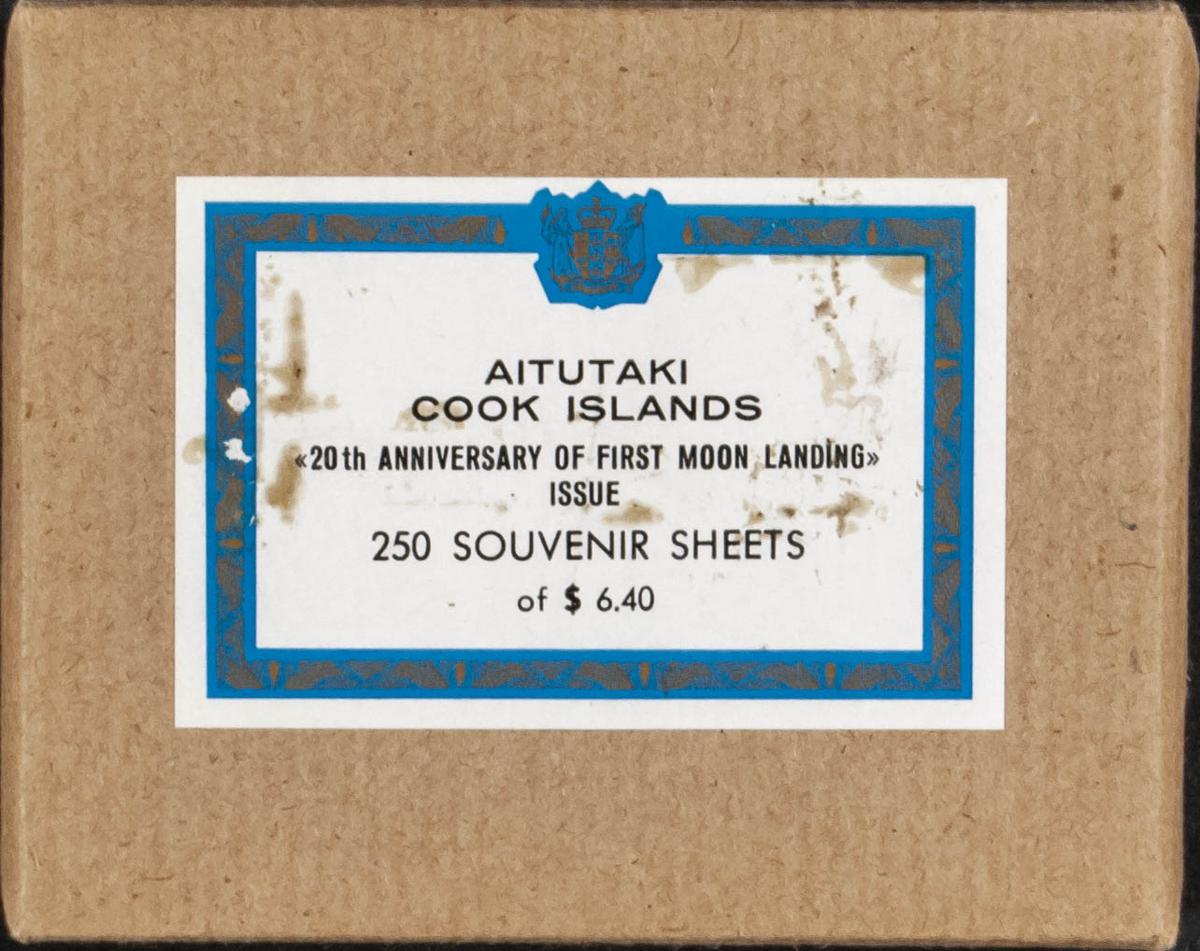 AITUTAKI
COOK ISLANDS
«20th ANNIVERSARY OF FIRST MOON LANDING»
ISSUE
250 SOUVENIR SHEETS
of $ 6.40